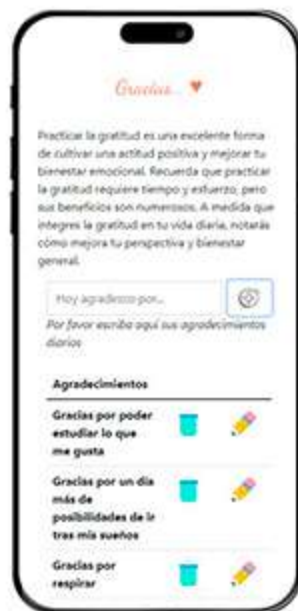 Gracias... ♥
Practicar la gratitud es una excelente forma
de cultivar una actitud positiva y mejorar tu
bienestar emocional. Recuerda que practicar
la gratitud requiere tiempo y esfuerzo, pero
sus beneficios son numerosos. A medida que
integres la gratitud en tu vida diaria, notarás
cómo mejora tu perspectiva y bienestar
general.
Hoy agradezco por...
Por favor escriba aquí sus agradecimientos
diarios
Agradecimientos
Gracias por poder
estudiar lo que
me gusta
Gracias por un día
más de
posibilidades de ir
tras mis sueños
Gracias por
respirar